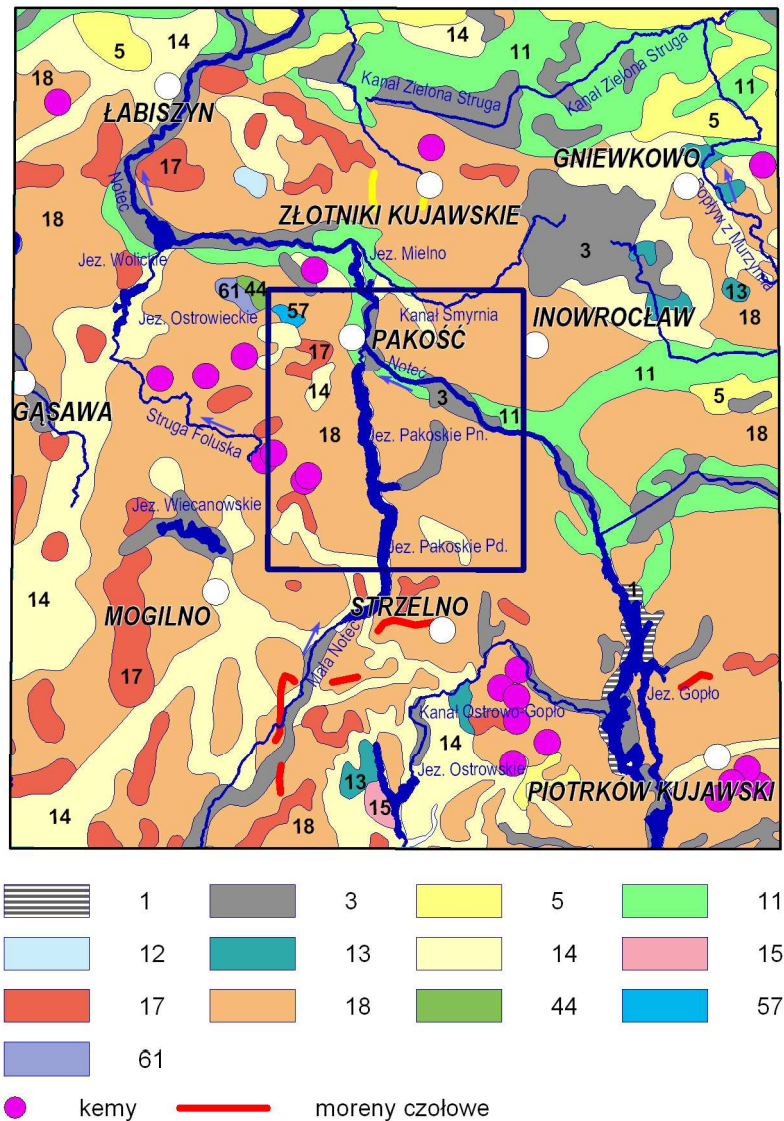 14
11
5
14
Kanał Zielona Struga
Kanał Zielona Struga
18
11
ŁABISZYN
5
17
GNIEWKOWO
Noteć
Dopływ z Murzynna
18
ZŁOTNIKI KUJAWSKIE
Jez. Wolickie
Jez. Mielno
3
61
44
13
Jez. Ostrowieckie
57
Kanał Smyrnia
INOWROCŁAW
18
PAKOŚĆ
17
Noteć
11
14
3
5
GĄSAWA
11
Struga Foluska
18
Jez. Pakoskie Pn.
18
Jez. Wiecanowskie
Jez. Pakoskie Pd.
14
1
MOGILNO
STRZELNO
Mała Noteć
17
Jez. Gopło
Kanał Ostrowo-Gopło
14
13
Jez. Ostrowskie
PIOTRKÓW KUJAWSKI
14
15
18
1
3
5
11
12
13
14
15
17
18
44
57
61
kemy
moreny czołowe